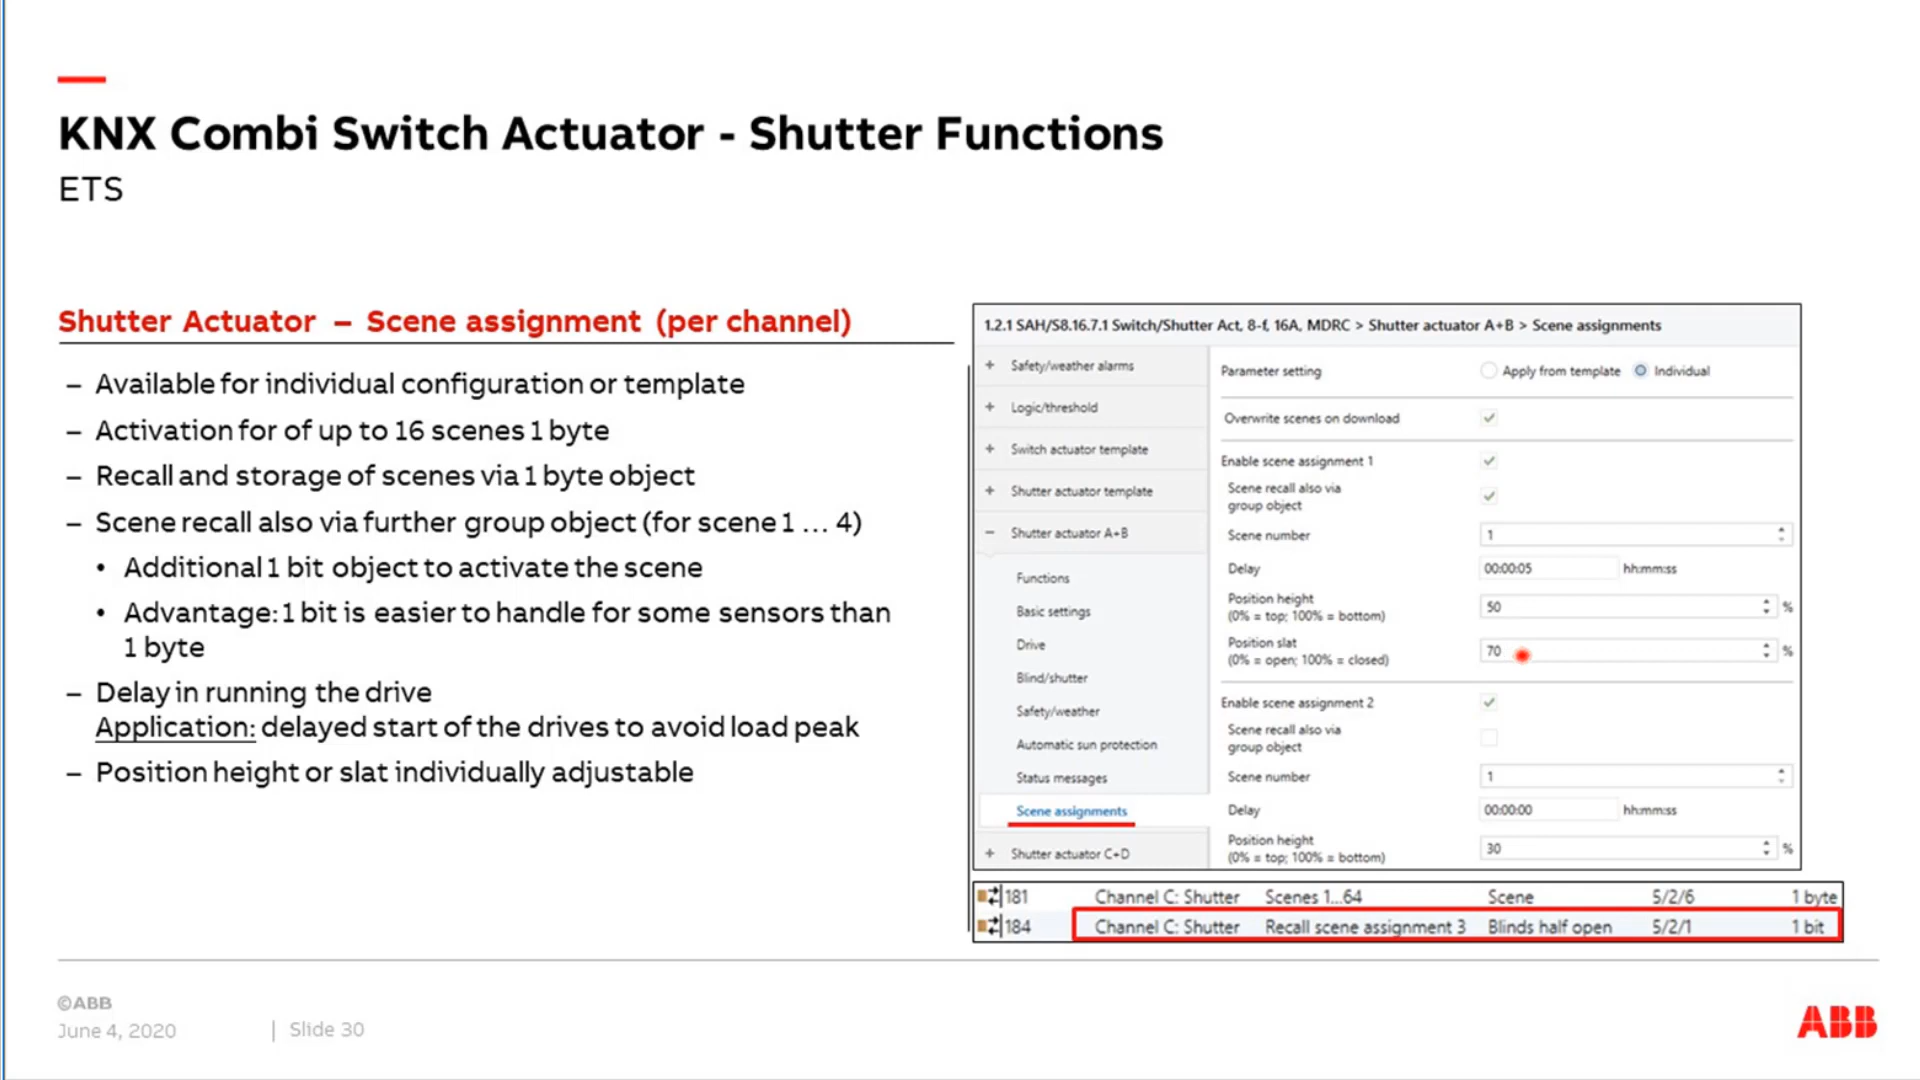 KNX Combi Switch Actuator - Shutter Functions
ETS
Shutter Actuator – Scene assignment (per channel)
– Available for individual configuration or template
– Activation for of up to 16 scenes 1 byte
– Recall and storage of scenes via 1 byte object
– Scene recall also via further group object (for scene 1 … 4)
• Additional 1 bit object to activate the scene
• Advantage: 1 bit is easier to handle for some sensors than
1 byte
– Delay in running the drive
Application: delayed start of the drives to avoid load peak
– Position height or slat individually adjustable
1.2.1 SAH/S8.16.7.1 Switch/Shutter Act, 8-f, 16A, MDRC > Shutter actuator A+B > Scene assignments
+ Safety/weather alarms
+ Logic/threshold
+ Switch actuator template
+ Shutter actuator template
– Shutter actuator A+B
Functions
Basic settings
Drive
Blind/shutter
Safety/weather
Automatic sun protection
Status messages
Scene assignments
+ Shutter actuator C+D
Parameter setting Apply from template Individual
Overwrite scenes on download
Enable scene assignment 1
Scene recall also via
group object
Scene number 1
Delay 00:00:05 hh:mm:ss
Position height
(0% = top; 100% = bottom) 50 %
Position slat
(0% = open; 100% = closed) 70 %
Enable scene assignment 2
Scene recall also via
group object
Scene number 1
Delay 00:00:00 hh:mm:ss
Position height
(0% = top; 100% = bottom) 30 %
181 Channel C: Shutter Scenes 1...64 Scene 5/2/6 1 byte
184 Channel C: Shutter Recall scene assignment 3 Blinds half open 5/2/1 1 bit
©ABB
June 4, 2020 | Slide 30
ABB